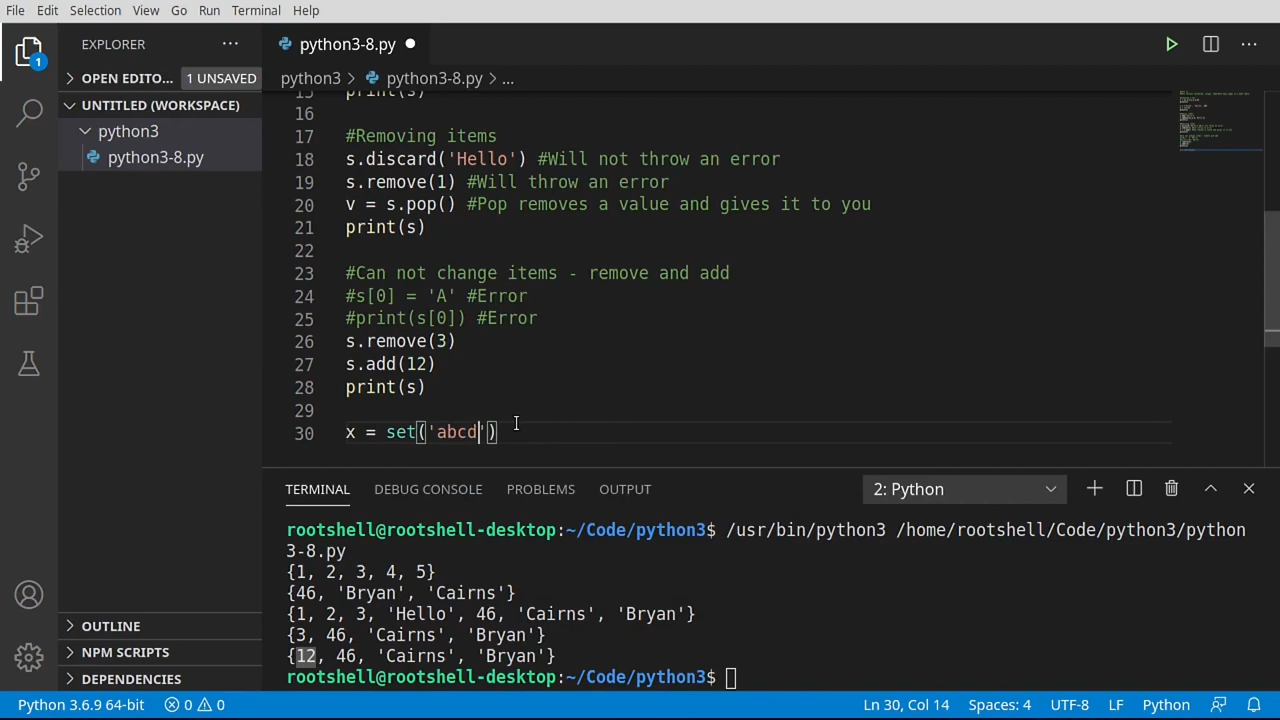 File Edit Selection View Go Run Terminal Help
EXPLORER
python3-8.py
OPEN EDITO... 1 UNSAVED
python3 > python3-8.py > ...
UNTITLED (WORKSPACE)
python3
python3-8.py
1
15 print(s)
16
17 #Removing items
18 s.discard('Hello') #Will not throw an error
19 s.remove(1) #Will throw an error
20 v = s.pop() #Pop removes a value and gives it to you
21 print(s)
22
23 #Can not change items - remove and add
24 #s[0] = 'A' #Error
25 #print(s[0]) #Error
26 s.remove(3)
27 s.add(12)
28 print(s)
29
30 x = set('abcd')
TERMINAL DEBUG CONSOLE PROBLEMS OUTPUT 2: Python
rootshell@rootshell-desktop:~/Code/python3$ /usr/bin/python3 /home/rootshell/Code/python3/python
3-8.py
{1, 2, 3, 4, 5}
{46, 'Bryan', 'Cairns'}
{1, 2, 3, 'Hello', 46, 'Cairns', 'Bryan'}
{3, 46, 'Cairns', 'Bryan'}
{12, 46, 'Cairns', 'Bryan'}
rootshell@rootshell-desktop:~/Code/python3$
OUTLINE
NPM SCRIPTS
DEPENDENCIES
Python 3.6.9 64-bit 0 0 Ln 30, Col 14 Spaces: 4 UTF-8 LF Python